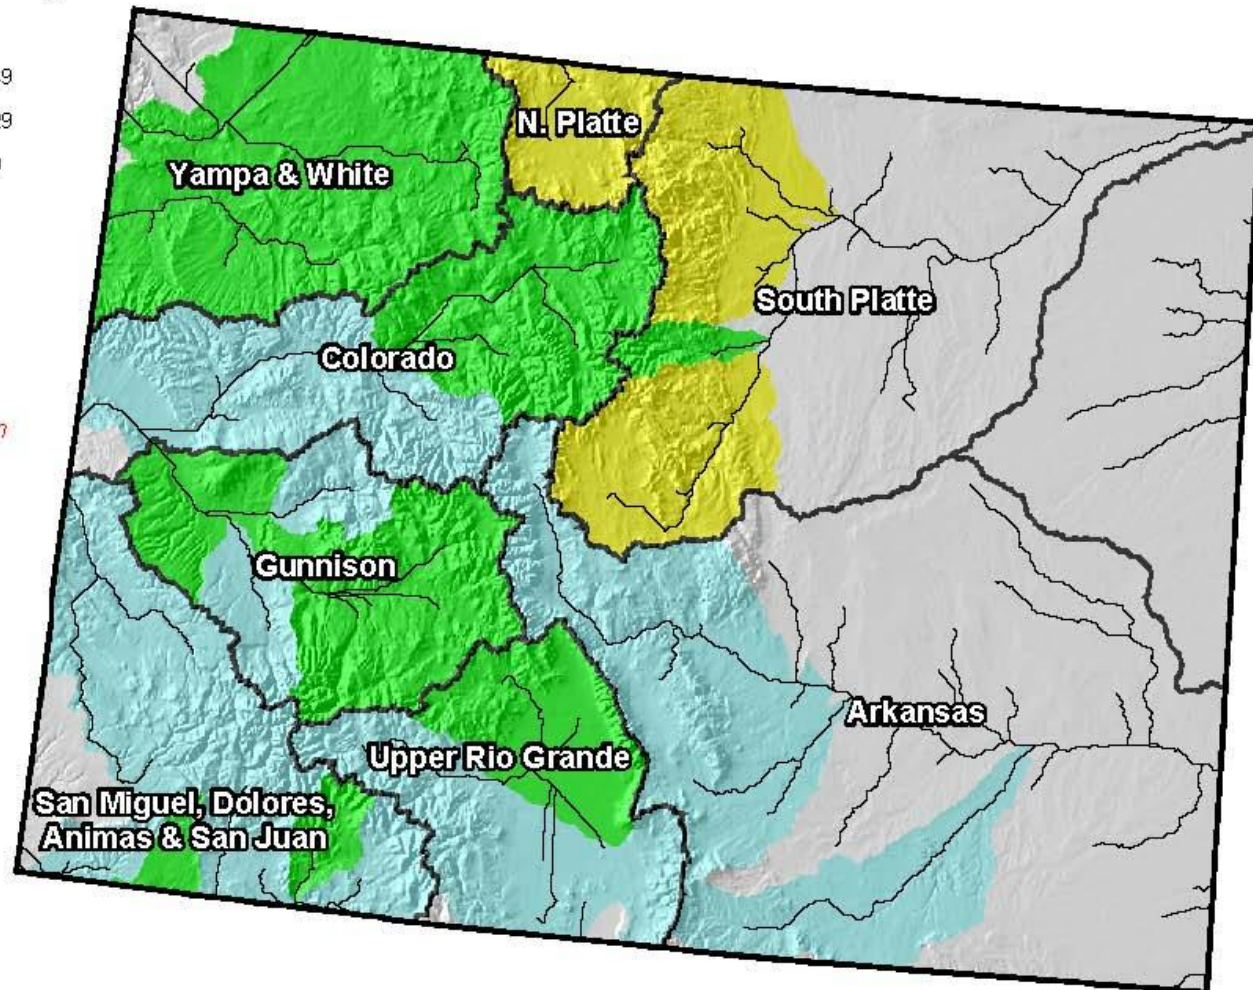 N. Platte
Yampa & White
South Platte
Colorado
Gunnison
Arkansas
Upper Rio Grande
San Miguel, Dolores,
Animas & San Juan